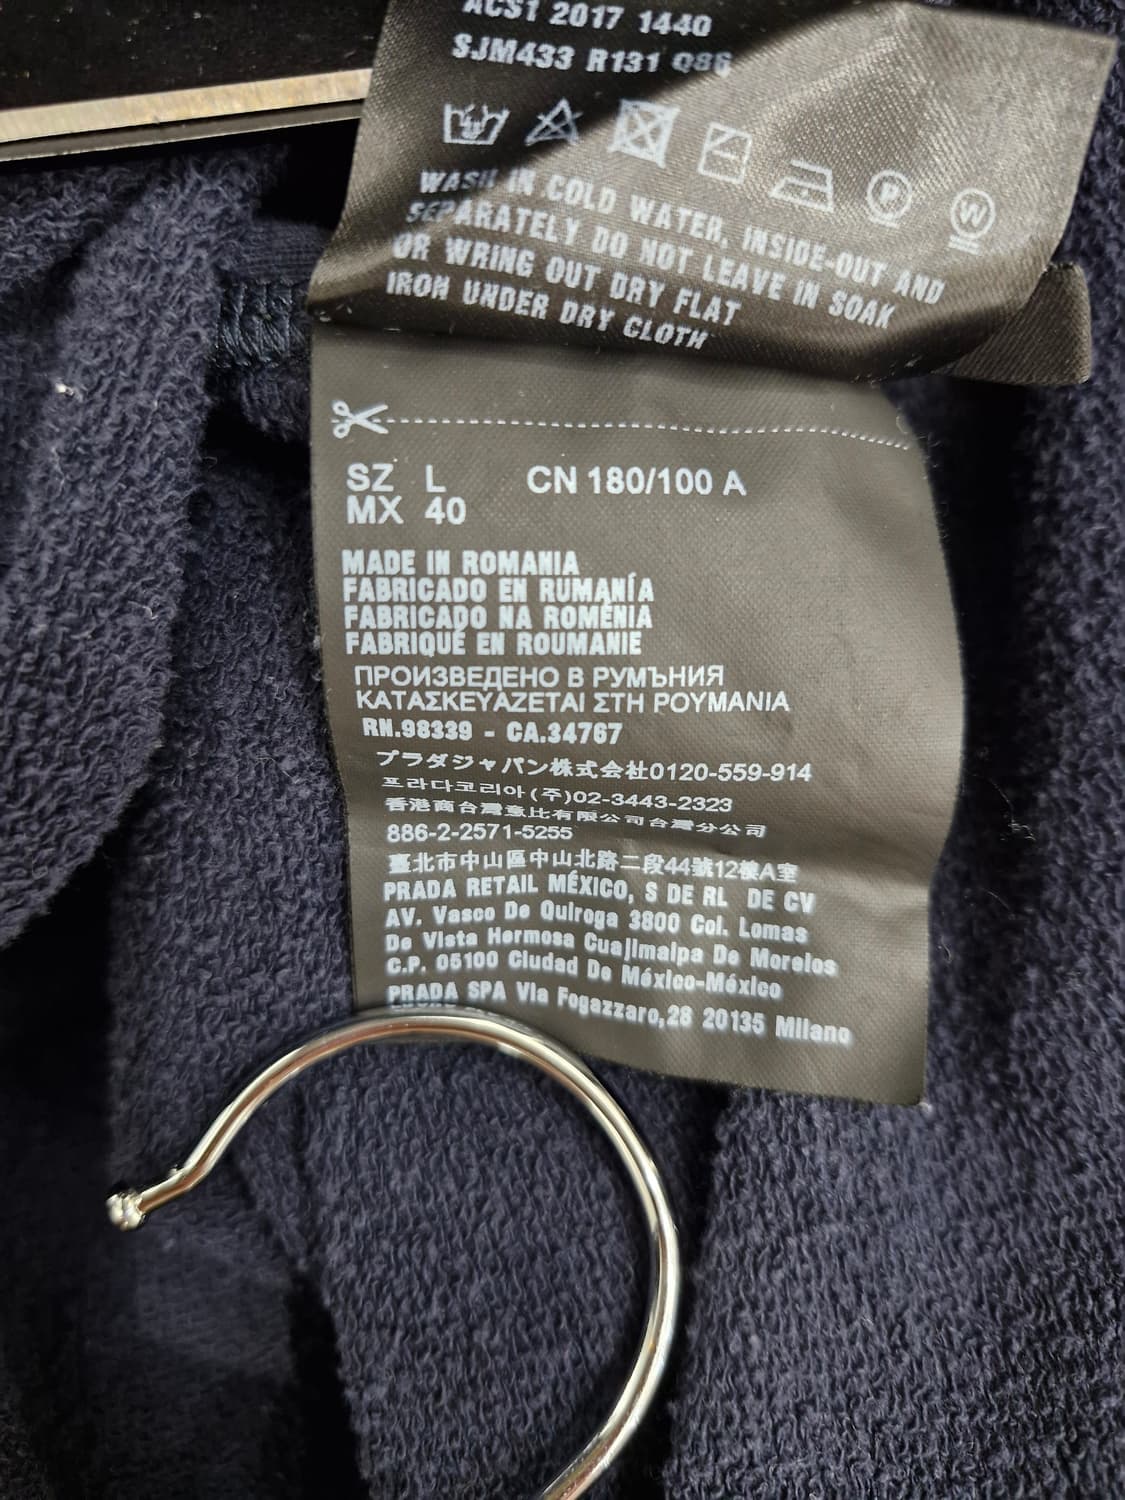 ACS1 2017 1440
SJM433 R131 Q86
P W
WASH IN COLD WATER, INSIDE-OUT AND
SEPARATELY DO NOT LEAVE IN SOAK
OR WRING OUT DRY FLAT
IRON UNDER DRY CLOTH
SZ L CN 180/100 A
MX 40
MADE IN ROMANIA
FABRICADO EN RUMANÍA
FABRICADO NA ROMÉNIA
FABRIQUÉ EN ROUMANIE
ПРОИЗВЕДЕНО В РУМЪНИЯ
ΚΑΤΑΣΚΕΥΑΖΕΤΑΙ ΣΤΗ ΡΟΥΜΑΝΙΑ
RN.98339 - CA.34767
プラダジャパン株式会社0120-559-914
프라다코리아(주)02-3443-2323
香港商台灣意比有限公司台灣分公司
886-2-2571-5255
臺北市中山區中山北路二段44號12樓A室
PRADA RETAIL MÉXICO, S DE RL DE CV
AV. Vasco De Quiroga 3800 Col. Lomas
De Vista Hermosa Cuajimalpa De Morelos
C.P. 05100 Ciudad De México-México
PRADA SPA Via Fogazzaro,28 20135 Milano